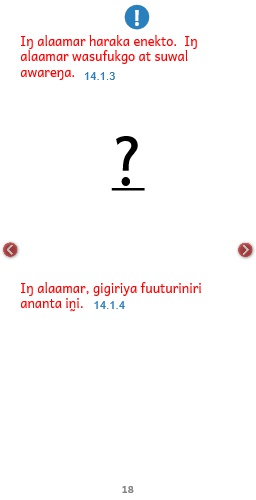 !
Iŋ alaamar haraka enekto. Iŋ
alaamar wasufukgo at suwal
awareŋa. 14.1.3
?
Iŋ alaamar, gigiriya fuuturiniri
ananta iŋ̃i. 14.1.4
18